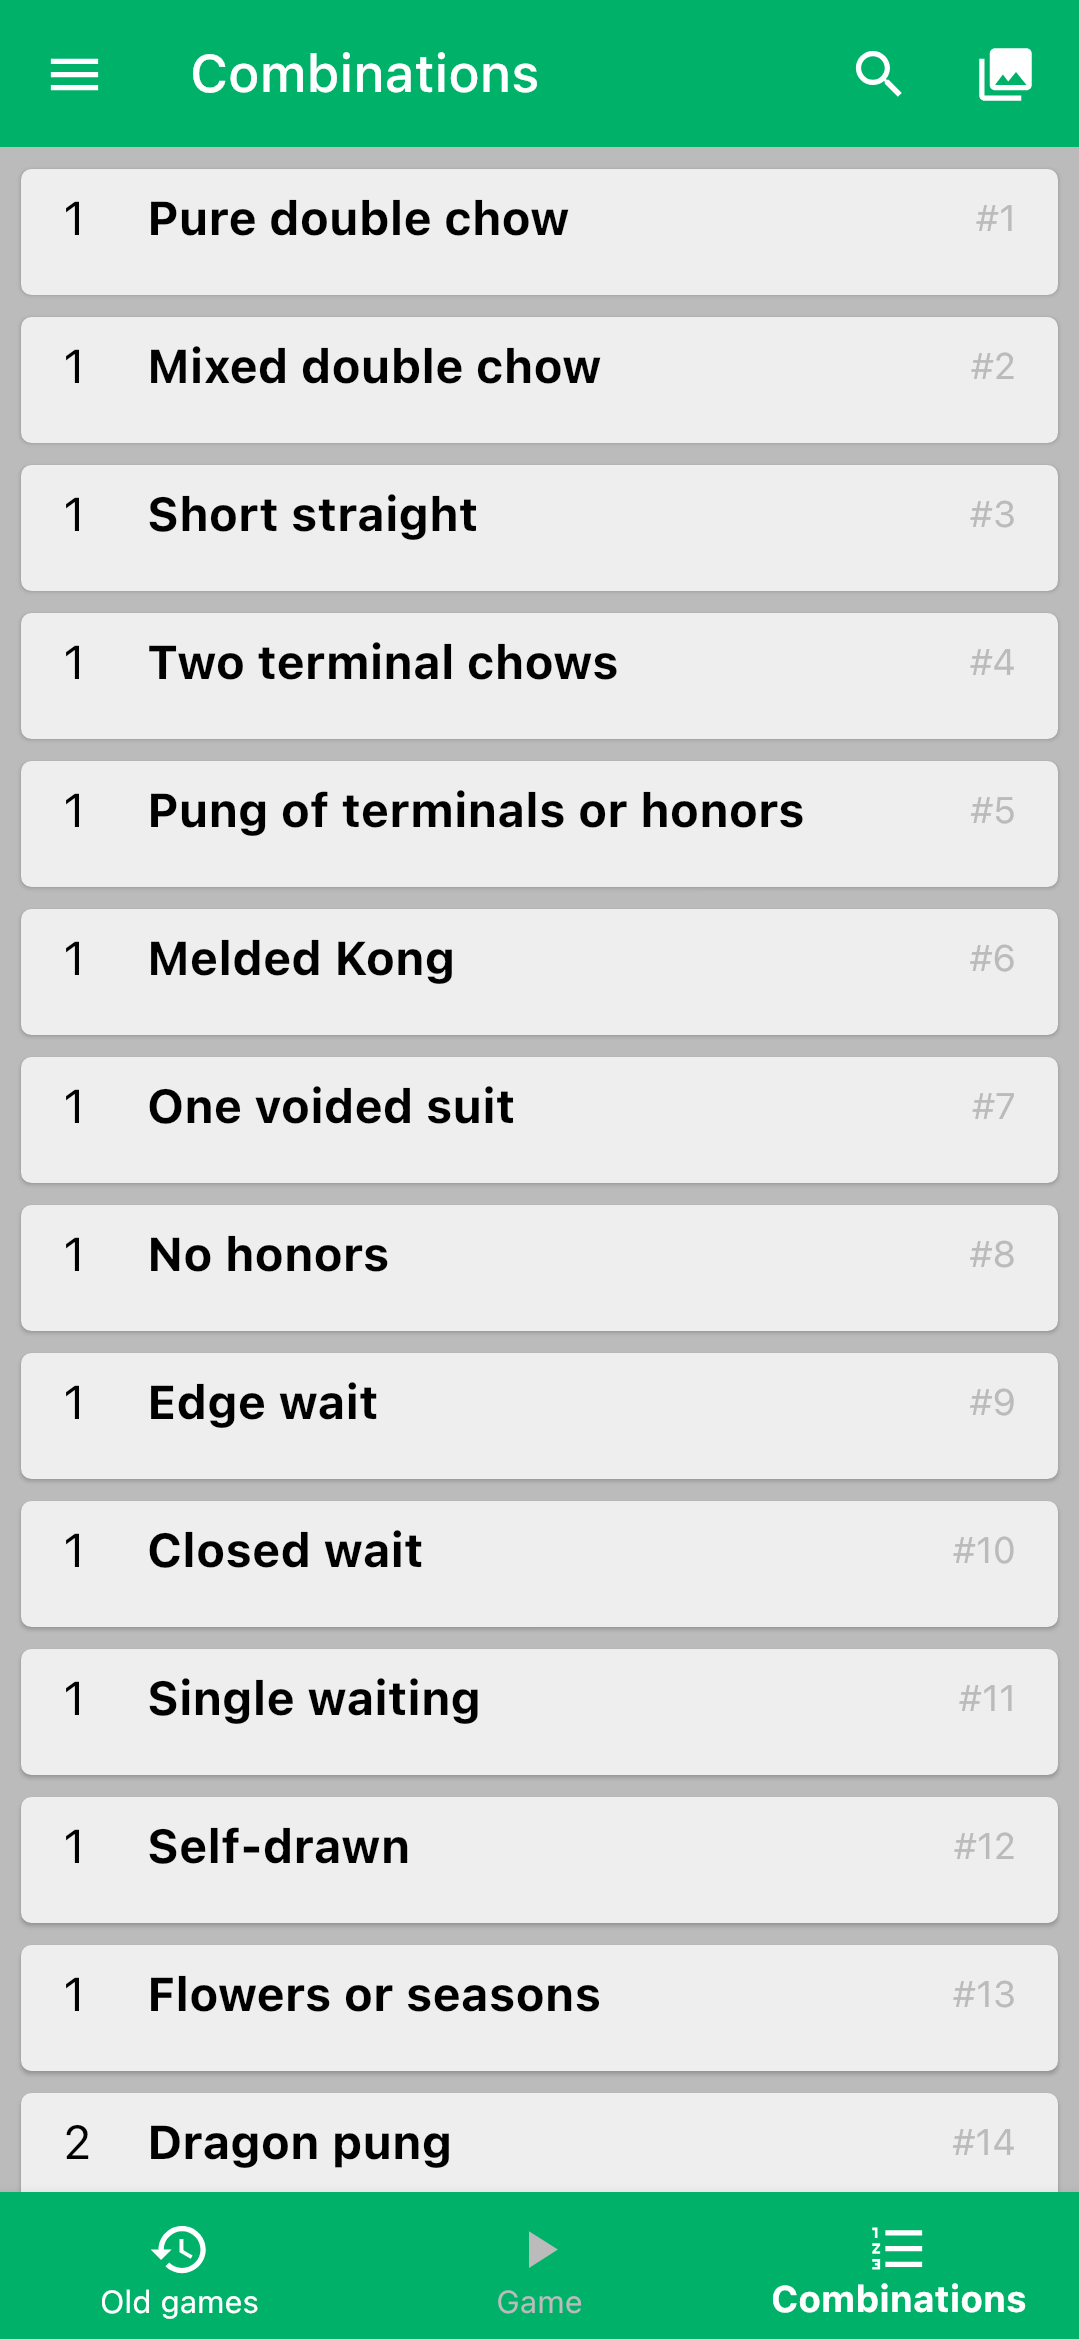 Combinations
1 Pure double chow #1
1 Mixed double chow #2
1 Short straight #3
1 Two terminal chows #4
1 Pung of terminals or honors #5
1 Melded Kong #6
1 One voided suit #7
1 No honors #8
1 Edge wait #9
1 Closed wait #10
1 Single waiting #11
1 Self-drawn #12
1 Flowers or seasons #13
2 Dragon pung #14
Old games Game Combinations